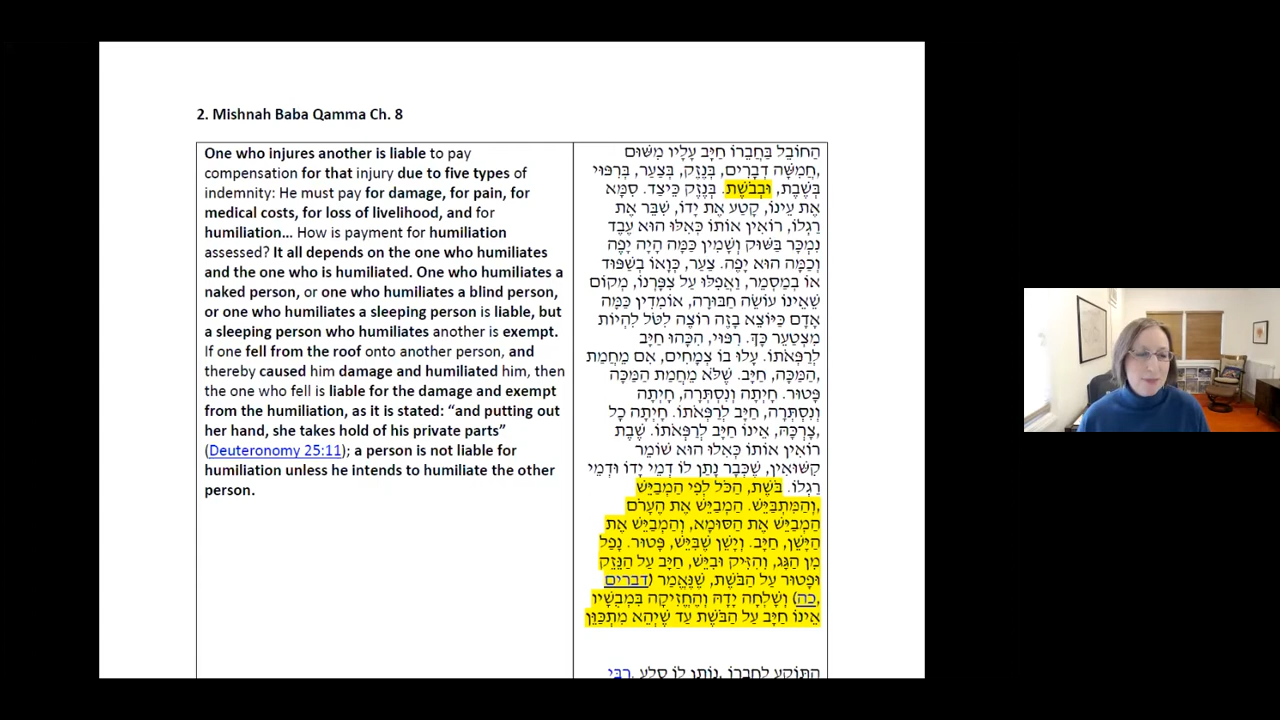 2. Mishnah Baba Qamma Ch. 8
One who injures another is liable to pay
compensation for that injury due to five types of
indemnity: He must pay for damage, for pain, for
medical costs, for loss of livelihood, and for
humiliation... How is payment for humiliation
assessed? It all depends on the one who humiliates
and the one who is humiliated. One who humiliates a
naked person, or one who humiliates a blind person,
or one who humiliates a sleeping person is liable, but
a sleeping person who humiliates another is exempt.
If one fell from the roof onto another person, and
thereby caused him damage and humiliated him, then
the one who fell is liable for the damage and exempt
from the humiliation, as it is stated: “and putting out
her hand, she takes hold of his private parts”
(Deuteronomy 25:11); a person is not liable for
humiliation unless he intends to humiliate the other
person.
הַחוֹבֵל בַּחֲבֵרוֹ חַיָּב עָלָיו מִשּׁוּם
חֲמִשָּׁה דְבָרִים, בְּנֶזֶק, בְּצַעַר, בְּרִפּוּי,
בְּשֶׁבֶת, וּבְבֹשֶׁת. בְּנֶזֶק כֵּיצַד. סִמָּא
אֶת עֵינוֹ, קָטַע אֶת יָדוֹ, שִׁבֵּר אֶת
רַגְלוֹ, רוֹאִין אוֹתוֹ כְּאִלּוּ הוּא עֶבֶד
נִמְכָּר בַּשּׁוּק וְשָׁמִין כַּמָּה הָיָה יָפֶה
וְכַמָּה הוּא יָפֶה. צַעַר, כְּוָאוֹ בְשַׁפּוּד
אוֹ בְמַסְמֵר, וַאֲפִלּוּ עַל צִפָּרְנוֹ, מְקוֹם
שֶׁאֵינוֹ עוֹשֶׂה חַבּוּרָה, אוֹמְדִין כַּמָּה
אָדָם כַּיּוֹצֵא בָזֶה רוֹצֶה לִטֹּל לִהְיוֹת
מִצְטַעֵר כָּךְ. רִפּוּי, הִכָּהוּ חַיָּב
לְרַפְּאֹתוֹ. עָלוּ בוֹ צְמָחִים, אִם מֵחֲמַת
הַמַּכָּה, חַיָּב. שֶׁלֹּא מֵחֲמַת הַמַּכָּה,
פָּטוּר. חָיְתָה וְנִסְתְּרָה, חָיְתָה
וְנִסְתְּרָה, חַיָּב לְרַפְּאֹתוֹ. חָיְתָה כָל
צָרְכָּהּ, אֵינוֹ חַיָּב לְרַפְּאֹתוֹ. שֶׁבֶת,
רוֹאִין אוֹתוֹ כְּאִלּוּ הוּא שׁוֹמֵר
קִשּׁוּאִין, שֶׁכְּבָר נָתַן לוֹ דְמֵי יָדוֹ וּדְמֵי
רַגְלוֹ. בֹּשֶׁת, הַכֹּל לְפִי הַמְבַיֵּשׁ
וְהַמִּתְבַּיֵּשׁ. הַמְבַיֵּשׁ אֶת הֶעָרֹם,
הַמְבַיֵּשׁ אֶת הַסּוּמָא, וְהַמְבַיֵּשׁ אֶת
הַיָּשֵׁן, חַיָּב. וְיָשֵׁן שֶׁבִּיֵּשׁ, פָּטוּר. נָפַל
מִן הַגָּג, וְהִזִּיק וּבִיֵּשׁ, חַיָּב עַל הַנֵּזֶק
וּפָטוּר עַל הַבֹּשֶׁת, שֶׁנֶּאֱמַר (דברים
כה) וְשָׁלְחָה יָדָהּ וְהֶחֱזִיקָה בִּמְבֻשָׁיו,
אֵינוֹ חַיָּב עַל הַבֹּשֶׁת עַד שֶׁיְּהֵא מִתְכַּוֵּן
הַתּוֹקֵעַ לַחֲבֵרוֹ, נוֹתֵן לוֹ סֶלַע. רַבִּי